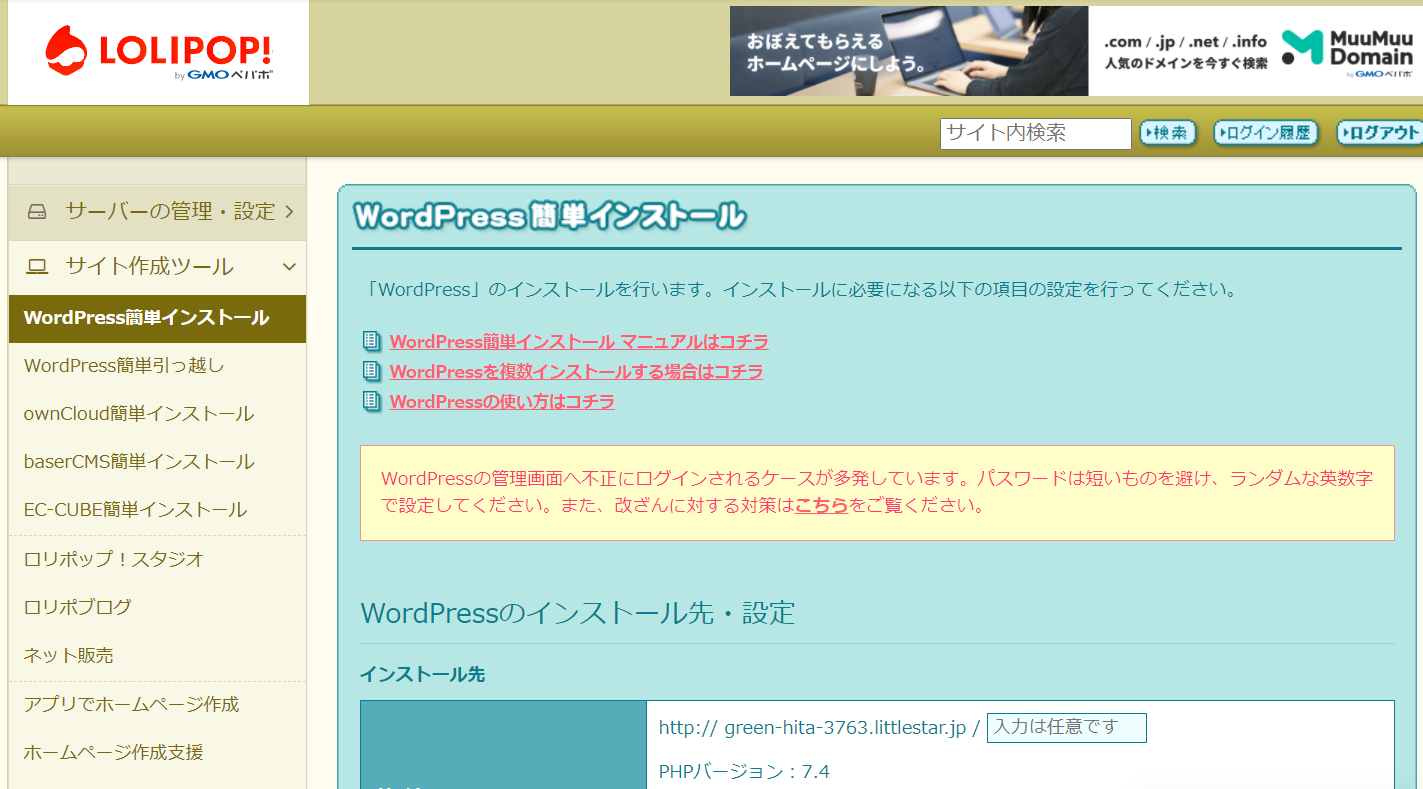 LOLIPOP!
by GMOペパボ
おぼえてもらえる
ホームページにしよう。
.com / .jp / .net / .info
人気のドメインを今すぐ検索
MuuMuu
Domain
by GMOペパボ
サイト内検索
検索
ログイン履歴
ログアウト
サーバーの管理・設定
サイト作成ツール
WordPress簡単インストール
WordPress簡単引っ越し
ownCloud簡単インストール
baserCMS簡単インストール
EC-CUBE簡単インストール
ロリポップ！スタジオ
ロリポブログ
ネット販売
アプリでホームページ作成
ホームページ作成支援
WordPress簡単インストール
「WordPress」のインストールを行います。インストールに必要になる以下の項目の設定を行ってください。
WordPress簡単インストール マニュアルはコチラ
WordPressを複数インストールする場合はコチラ
WordPressの使い方はコチラ
WordPressの管理画面へ不正にログインされるケースが多発しています。パスワードは短いものを避け、ランダムな英数字
で設定してください。また、改ざんに対する対策はこちらをご覧ください。
WordPressのインストール先・設定
インストール先
http:// green-hita-3763.littlestar.jp / 入力は任意です
PHPバージョン：7.4